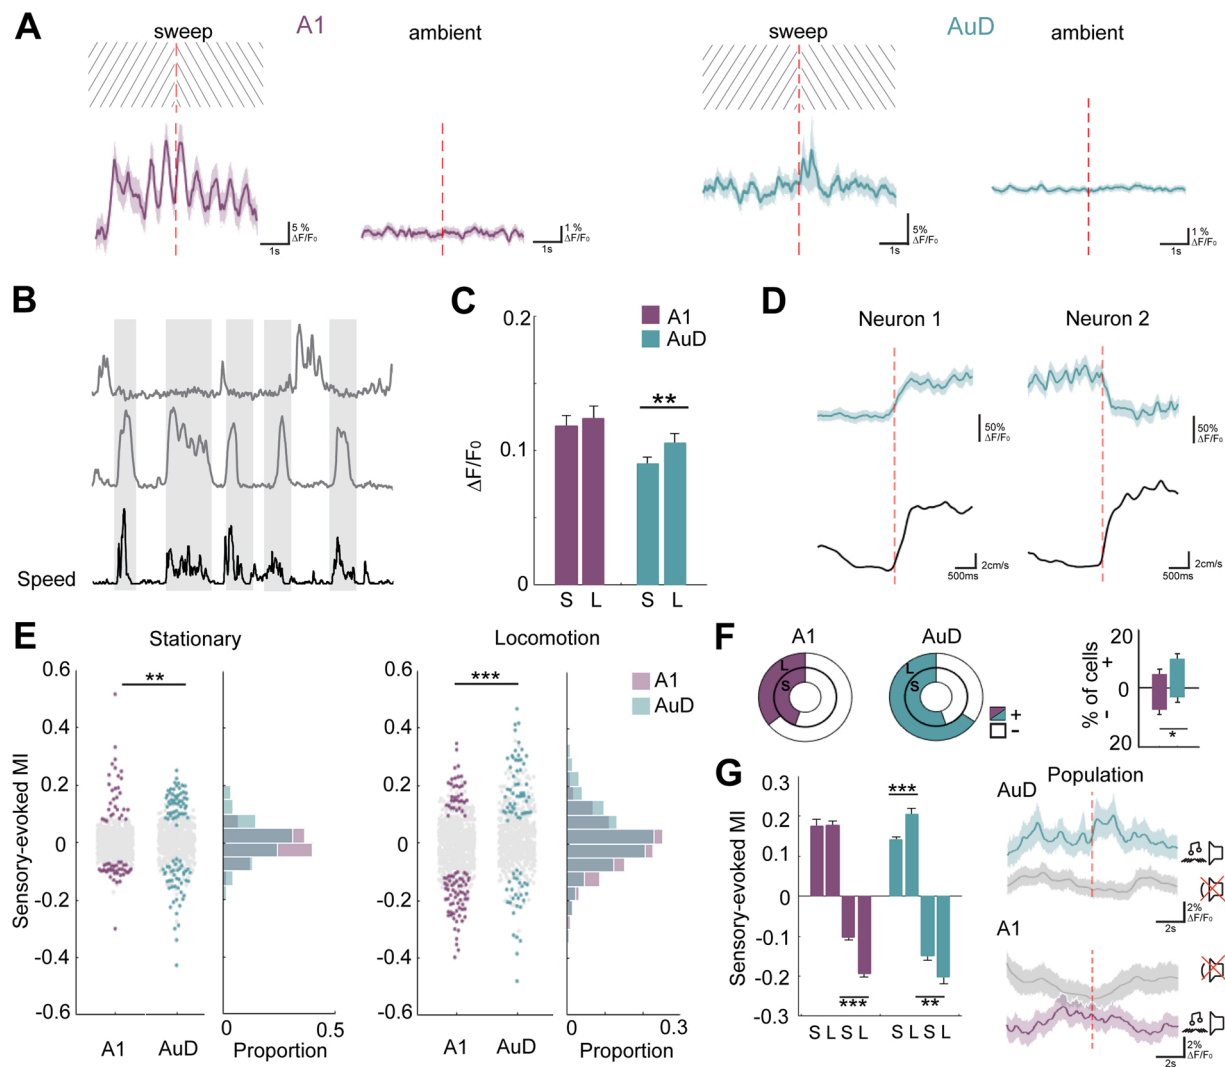 A
A1
sweep
ambient
5 %
ΔF/F₀
1s
1 %
ΔF/F₀
1s
AuD
sweep
ambient
5%
ΔF/F₀
1s
1 %
ΔF/F₀
1s
B
Speed
C
0.2
0.1
0
ΔF/F₀
A1
AuD
**
S L S L
D
Neuron 1
Neuron 2
50%
ΔF/F₀
50%
ΔF/F₀
2cm/s
500ms
2cm/s
500ms
E
Stationary
Locomotion
Sensory-evoked MI
0.6
0.4
0.2
0
-0.2
-0.4
-0.6
**
A1 AuD
0 0.5
Proportion
0.6
0.4
0.2
0
-0.2
-0.4
-0.6
***
A1 AuD
0 0.3
Proportion
A1
AuD
F
A1
L
S
AuD
L
S
+
-
% of cells
- +
20
10
0
10
20
*
G
Sensory-evoked MI
0.3
0.2
0.1
0
-0.1
-0.2
-0.3
***
***
**
S L S L S L S L
Population
AuD
2%
ΔF/F₀
2s
A1
2%
ΔF/F₀
2s